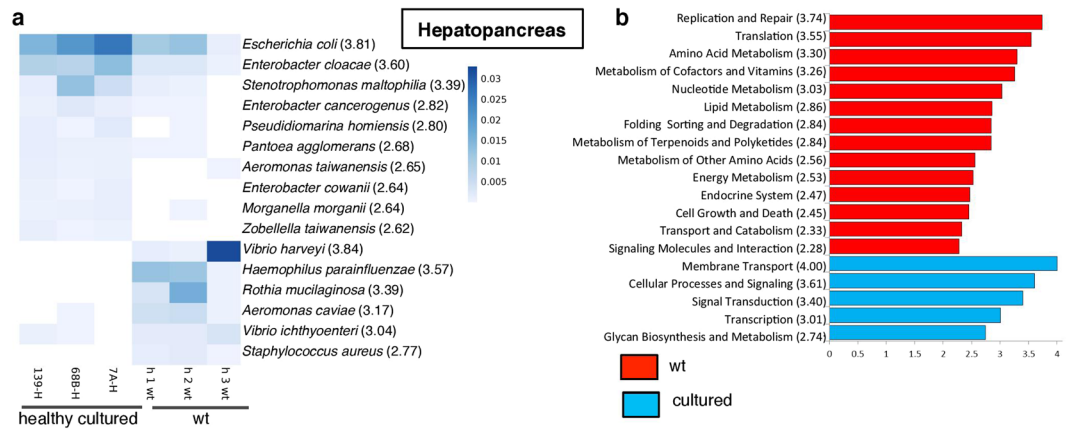 a
Hepatopancreas
Escherichia coli (3.81)
Enterobacter cloacae (3.60)
Stenotrophomonas maltophilia (3.39)
Enterobacter cancerogenus (2.82)
Pseudidiomarina homiensis (2.80)
Pantoea agglomerans (2.68)
Aeromonas taiwanensis (2.65)
Enterobacter cowanii (2.64)
Morganella morganii (2.64)
Zobellella taiwanensis (2.62)
Vibrio harveyi (3.84)
Haemophilus parainfluenzae (3.57)
Rothia mucilaginosa (3.39)
Aeromonas caviae (3.17)
Vibrio ichthyoenteri (3.04)
Staphylococcus aureus (2.77)
0.03
0.025
0.02
0.015
0.01
0.005
139-H
68B-H
7A-H
h 1 wt
h 2 wt
h 3 wt
healthy cultured
wt
b
Replication and Repair (3.74)
Translation (3.55)
Amino Acid Metabolism (3.30)
Metabolism of Cofactors and Vitamins (3.26)
Nucleotide Metabolism (3.03)
Lipid Metabolism (2.86)
Folding Sorting and Degradation (2.84)
Metabolism of Terpenoids and Polyketides (2.84)
Metabolism of Other Amino Acids (2.56)
Energy Metabolism (2.53)
Endocrine System (2.47)
Cell Growth and Death (2.45)
Transport and Catabolism (2.33)
Signaling Molecules and Interaction (2.28)
Membrane Transport (4.00)
Cellular Processes and Signaling (3.61)
Signal Transduction (3.40)
Transcription (3.01)
Glycan Biosynthesis and Metabolism (2.74)
0 0.5 1 1.5 2 2.5 3 3.5 4
wt
cultured